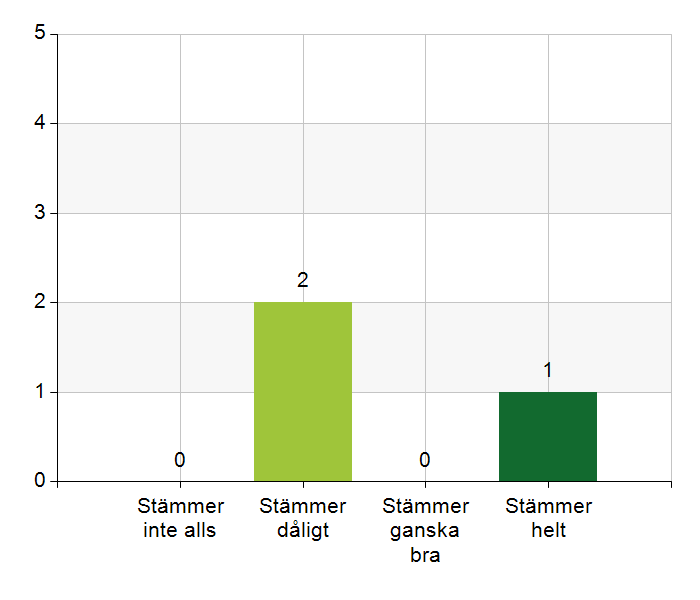 5
4
3
2
1
0
0
2
0
1
Stämmer
inte alls
Stämmer
dåligt
Stämmer
ganska
bra
Stämmer
helt